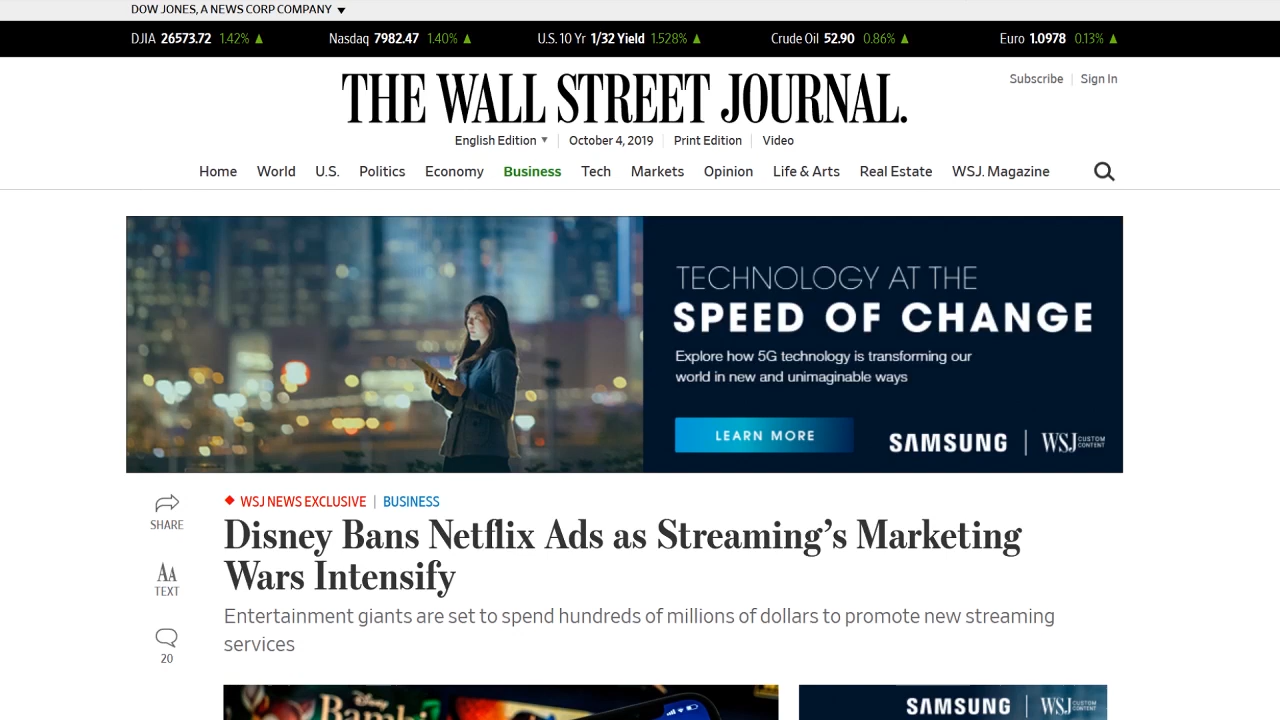 DOW JONES, A NEWS CORP COMPANY ▼
DJIA 26573.72 1.42% ▲ Nasdaq 7982.47 1.40% ▲ U.S. 10 Yr 1/32 Yield 1.528% ▲ Crude Oil 52.90 0.86% ▲ Euro 1.0978 0.13% ▲
Subscribe | Sign In
THE WALL STREET JOURNAL.
English Edition ▼ | October 4, 2019 | Print Edition | Video
Home World U.S. Politics Economy Business Tech Markets Opinion Life & Arts Real Estate WSJ. Magazine
TECHNOLOGY AT THE
SPEED OF CHANGE
Explore how 5G technology is transforming our
world in new and unimaginable ways
LEARN MORE
SAMSUNG | WSJ CUSTOM CONTENT
SHARE
AA
TEXT
20
WSJ NEWS EXCLUSIVE | BUSINESS
Disney Bans Netflix Ads as Streaming's Marketing
Wars Intensify
Entertainment giants are set to spend hundreds of millions of dollars to promote new streaming
services
Disney
Bambi
SAMSUNG | WSJ CUSTOM CONTENT